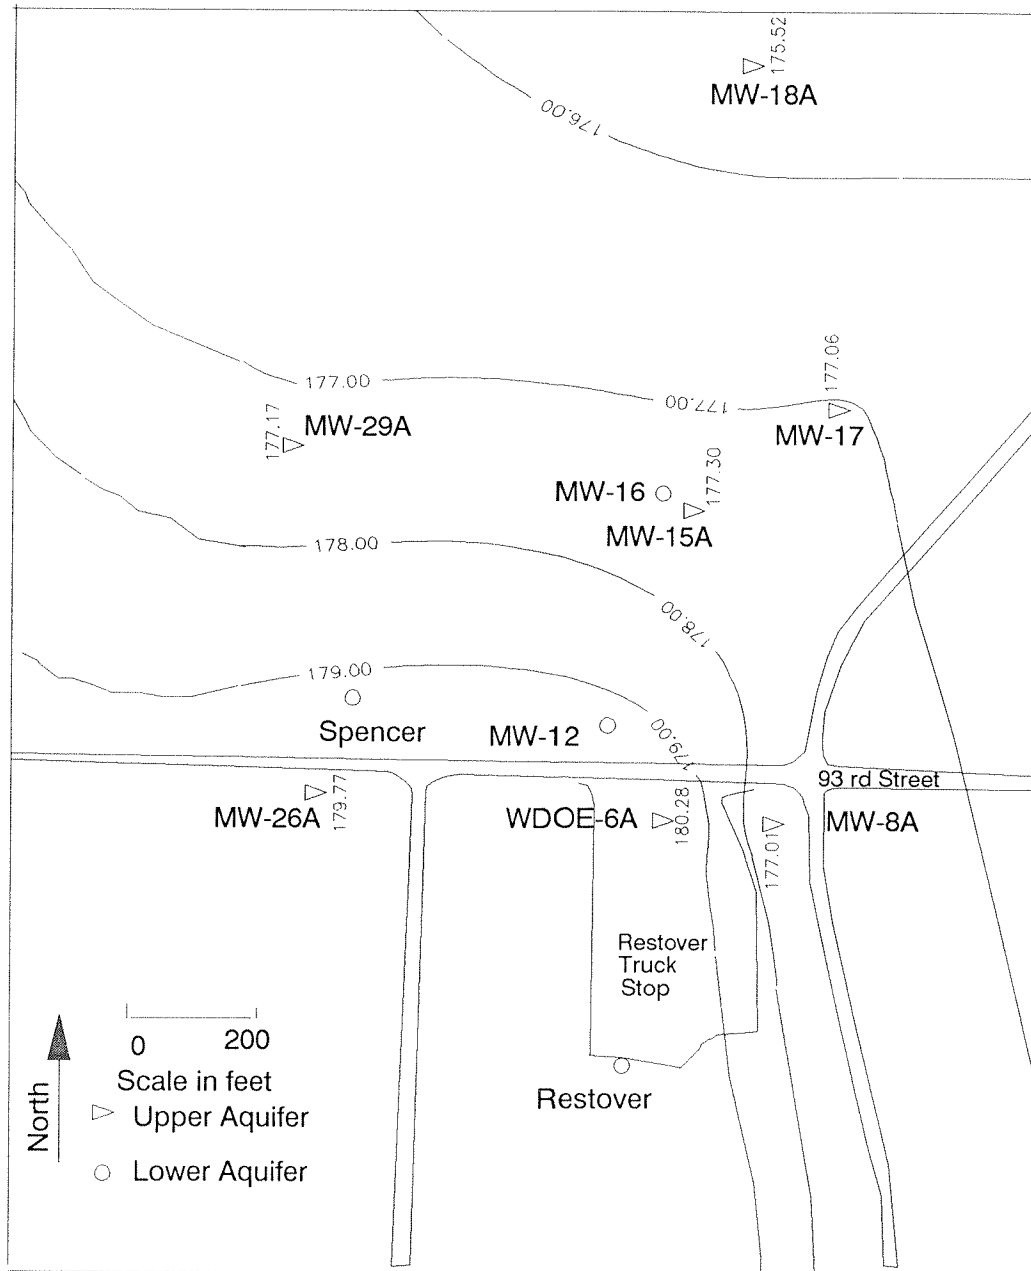 175.52
MW-18A
176.00
177.06
177.00
177.00
177.17
MW-29A
MW-17
177.30
MW-16
MW-15A
178.00
178.00
179.00
Spencer
MW-12
179.00
93 rd Street
MW-26A
179.77
WDOE-6A
180.28
177.01
MW-8A
Restover
Truck
Stop
0
200
Scale in feet
Restover
North
Upper Aquifer
Lower Aquifer